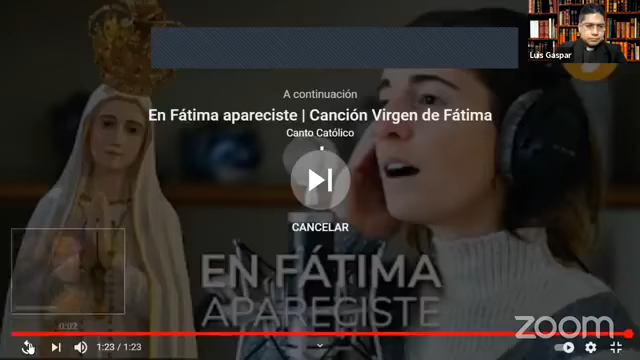 Luis Gaspar
A continuación
En Fátima apareciste | Canción Virgen de Fátima
Canto Católico
CANCELAR
EN FÁTIMA
APARECISTE
0:02
zoom
1:23 / 1:23